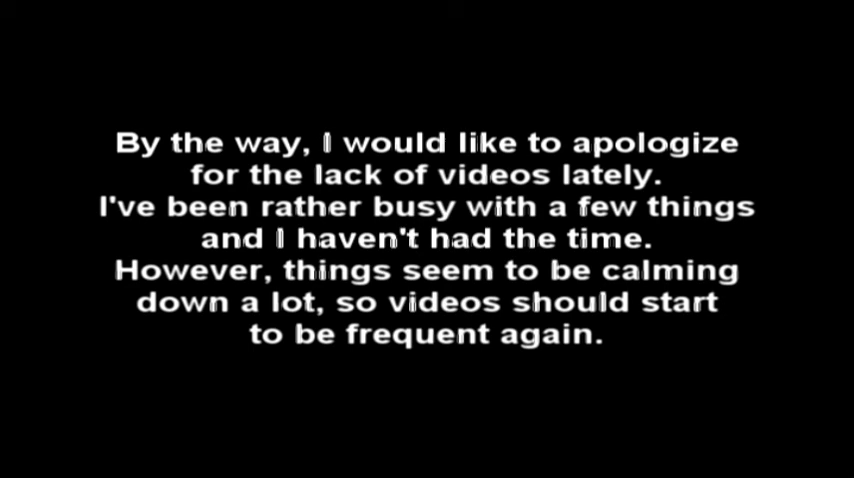 By the way, I would like to apologize
for the lack of videos lately.
I've been rather busy with a few things
and I haven't had the time.
However, things seem to be calming
down a lot, so videos should start
to be frequent again.